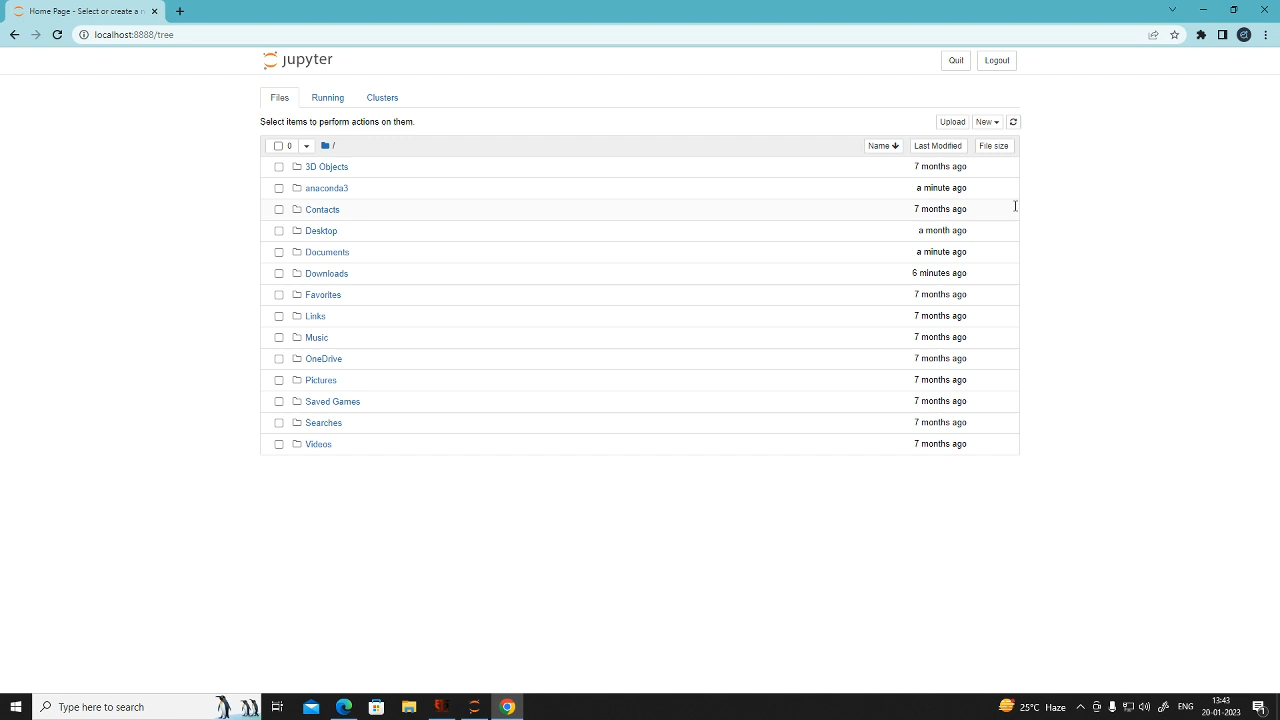 Home Page - Select or create a n
localhost:8888/tree
jupyter
Quit Logout
Files Running Clusters
Select items to perform actions on them.
Upload New
0 / Name Last Modified File size
3D Objects 7 months ago
anaconda3 a minute ago
Contacts 7 months ago
Desktop a month ago
Documents a minute ago
Downloads 6 minutes ago
Favorites 7 months ago
Links 7 months ago
Music 7 months ago
OneDrive 7 months ago
Pictures 7 months ago
Saved Games 7 months ago
Searches 7 months ago
Videos 7 months ago
Type here to search
25°C Haze
ENG
13:43
20-01-2023